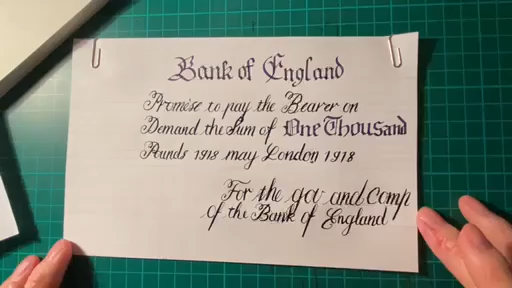 Bank of England
Promise to pay the Bearer on
Demand the Sum of One Thousand
Pounds 1918 may London 1918
For the gov and Comp
Of the Bank of England